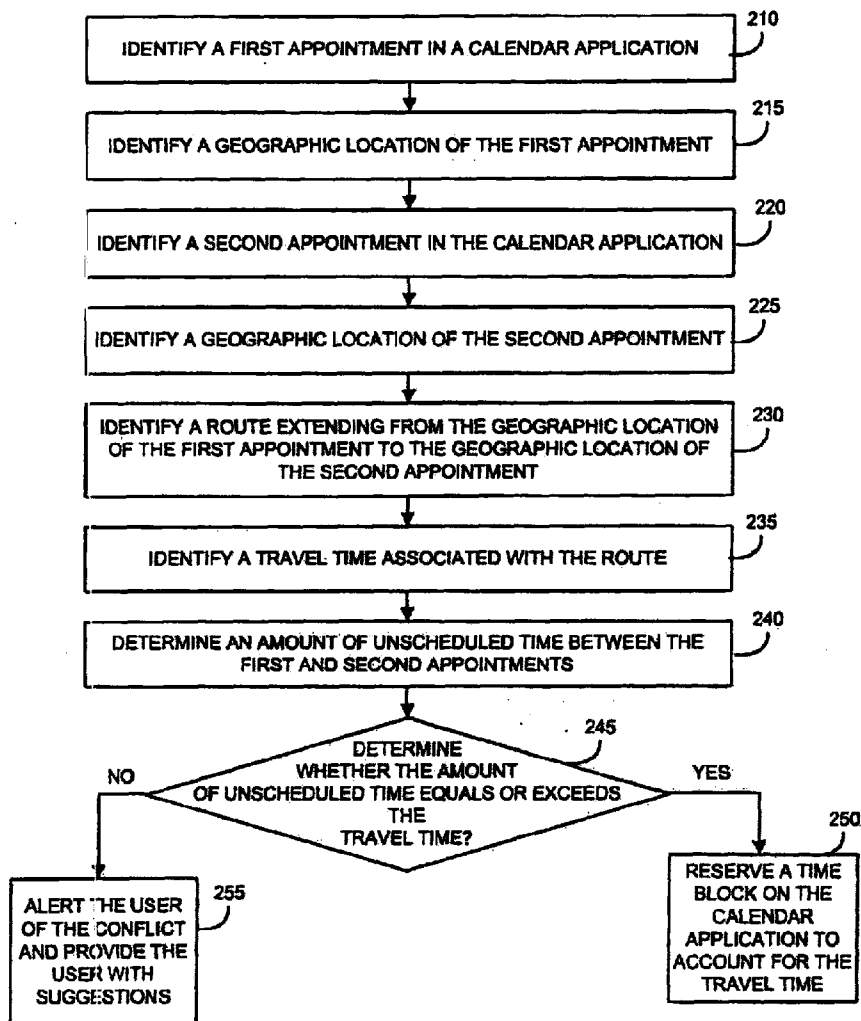 210
IDENTIFY A FIRST APPOINTMENT IN A CALENDAR APPLICATION
215
IDENTIFY A GEOGRAPHIC LOCATION OF THE FIRST APPOINTMENT
220
IDENTIFY A SECOND APPOINTMENT IN THE CALENDAR APPLICATION
225
IDENTIFY A GEOGRAPHIC LOCATION OF THE SECOND APPOINTMENT
230
IDENTIFY A ROUTE EXTENDING FROM THE GEOGRAPHIC LOCATION
OF THE FIRST APPOINTMENT TO THE GEOGRAPHIC LOCATION OF
THE SECOND APPOINTMENT
235
IDENTIFY A TRAVEL TIME ASSOCIATED WITH THE ROUTE
240
DETERMINE AN AMOUNT OF UNSCHEDULED TIME BETWEEN THE
FIRST AND SECOND APPOINTMENTS
245
DETERMINE
WHETHER THE AMOUNT
OF UNSCHEDULED TIME EQUALS OR EXCEEDS
THE
TRAVEL TIME?
NO
YES
255
ALERT THE USER
OF THE CONFLICT
AND PROVIDE THE
USER WITH
SUGGESTIONS
250
RESERVE A TIME
BLOCK ON THE
CALENDAR
APPLICATION TO
ACCOUNT FOR THE
TRAVEL TIME